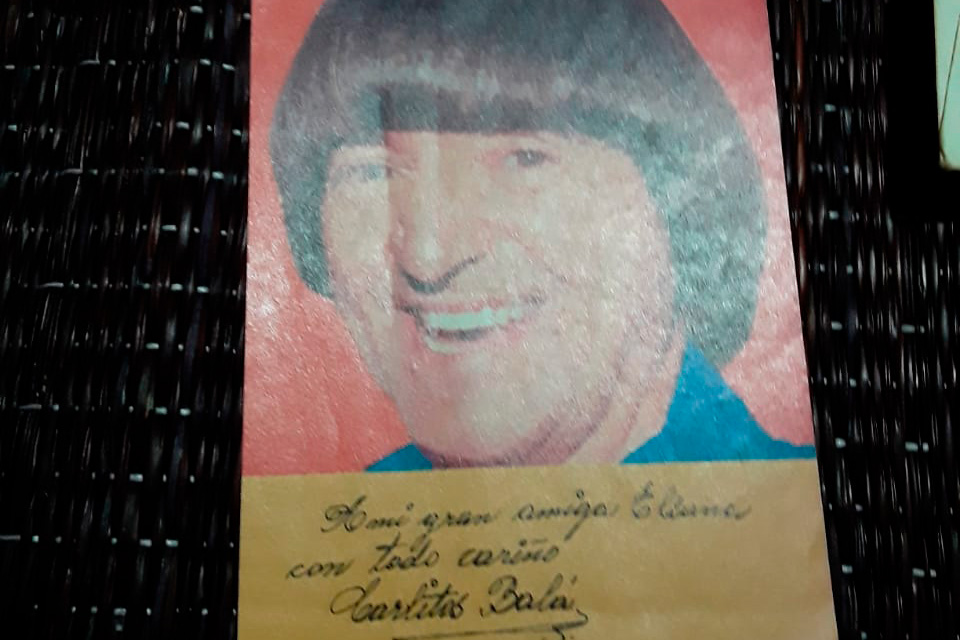 A mi gran amiga Eliana
con todo cariño
Carlitos Balá